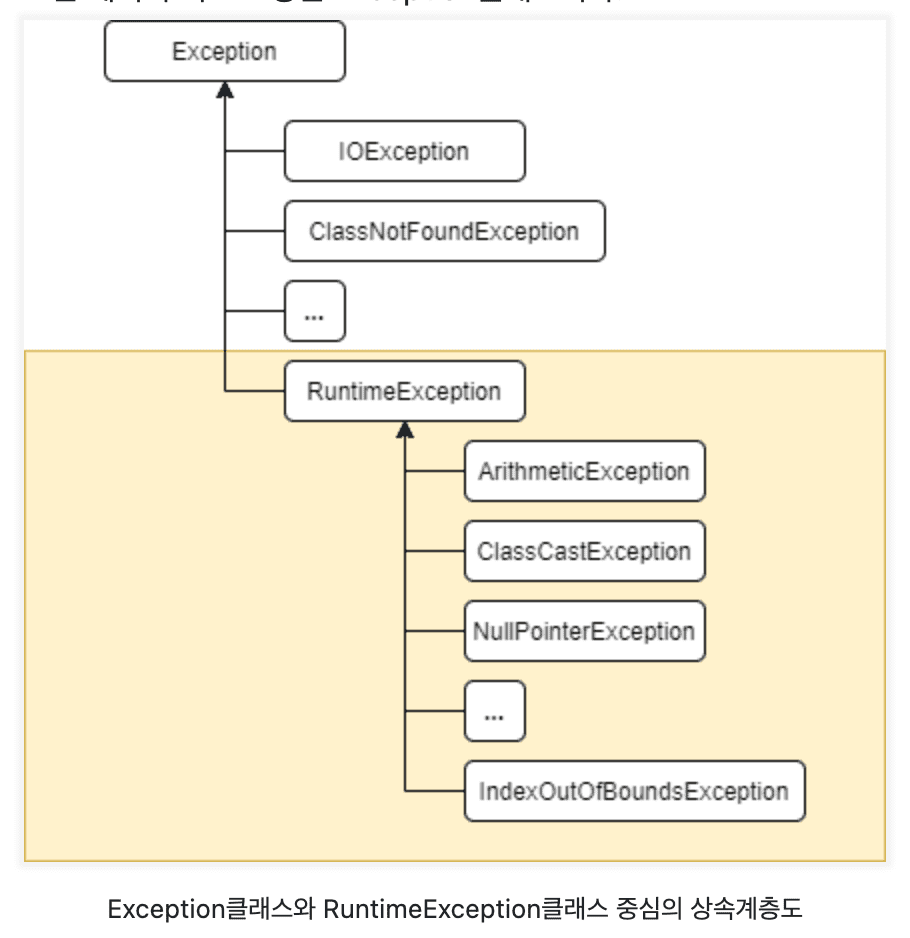 Exception
IOException
ClassNotFoundException
...
RuntimeException
ArithmeticException
ClassCastException
NullPointerException
...
IndexOutOfBoundsException
Exception클래스와 RuntimeException클래스 중심의 상속계층도